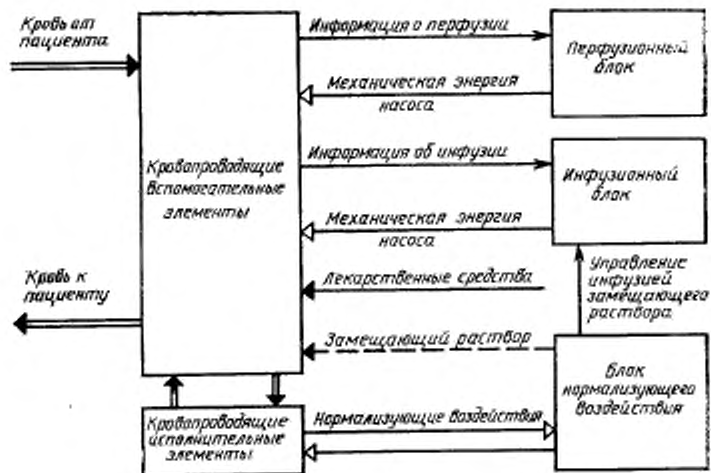 Кровь от
пациента
Информация о перфузии
Перфузионный
блок
Механическая энергия
насоса
Кровопроводящие
вспомогательные
элементы
Информация об инфузии
Инфузионный
блок
Механическая энергия
насоса
Кровь к
пациенту
Лекарственные средства
Управление
инфузией
замещающего
раствора
Замещающий раствор
Блок
нормализующего
воздействия
Кровопроводящие
исполнительные
элементы
Нормализующие воздействия